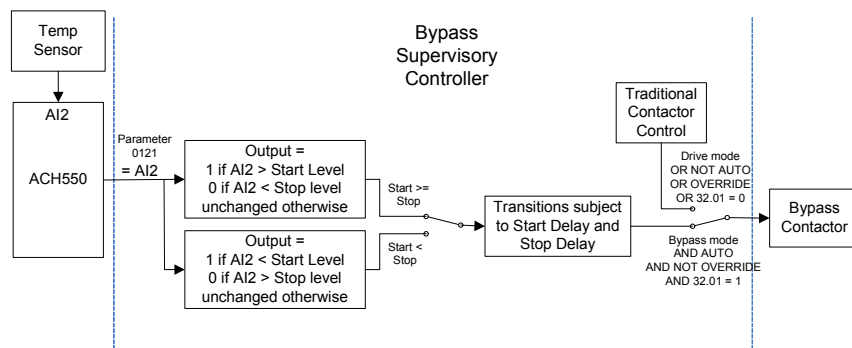 Temp
Sensor
AI2
ACH550
Parameter
0121
= AI2
Bypass
Supervisory
Controller
Output =
1 if AI2 > Start Level
0 if AI2 < Stop level
unchanged otherwise
Output =
1 if AI2 < Start Level
0 if AI2 > Stop level
unchanged otherwise
Start >=
Stop
Start <
Stop
Transitions subject
to Start Delay and
Stop Delay
Traditional
Contactor
Control
Drive mode
OR NOT AUTO
OR OVERRIDE
OR 32.01 = 0
Bypass mode
AND AUTO
AND NOT OVERRIDE
AND 32.01 = 1
Bypass
Contactor